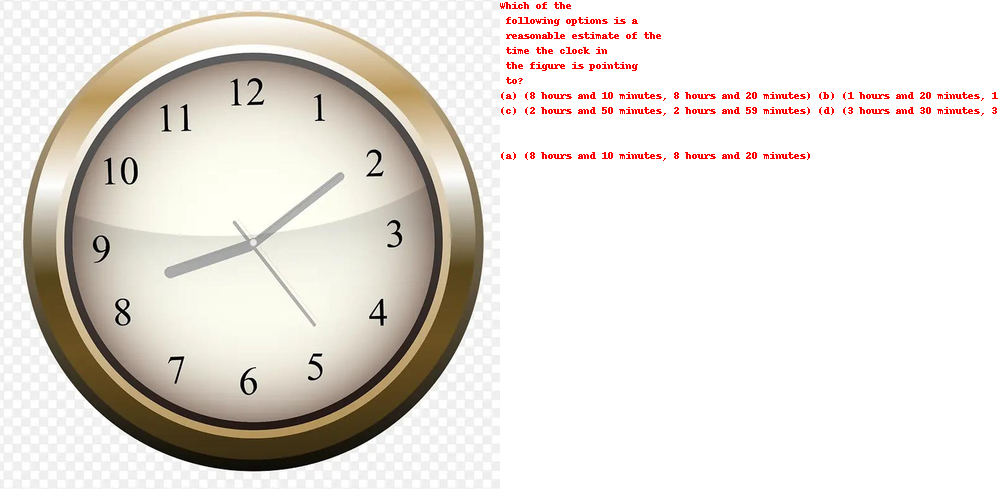 12
11
1
10
2
9
3
8
4
7
5
6
Which of the
following options is a
reasonable estimate of the
time the clock in
the figure is pointing
to?
(a) (8 hours and 10 minutes, 8 hours and 20 minutes) (b) (1 hours and 20 minutes, 1
(c) (2 hours and 50 minutes, 2 hours and 59 minutes) (d) (3 hours and 30 minutes, 3
(a) (8 hours and 10 minutes, 8 hours and 20 minutes)